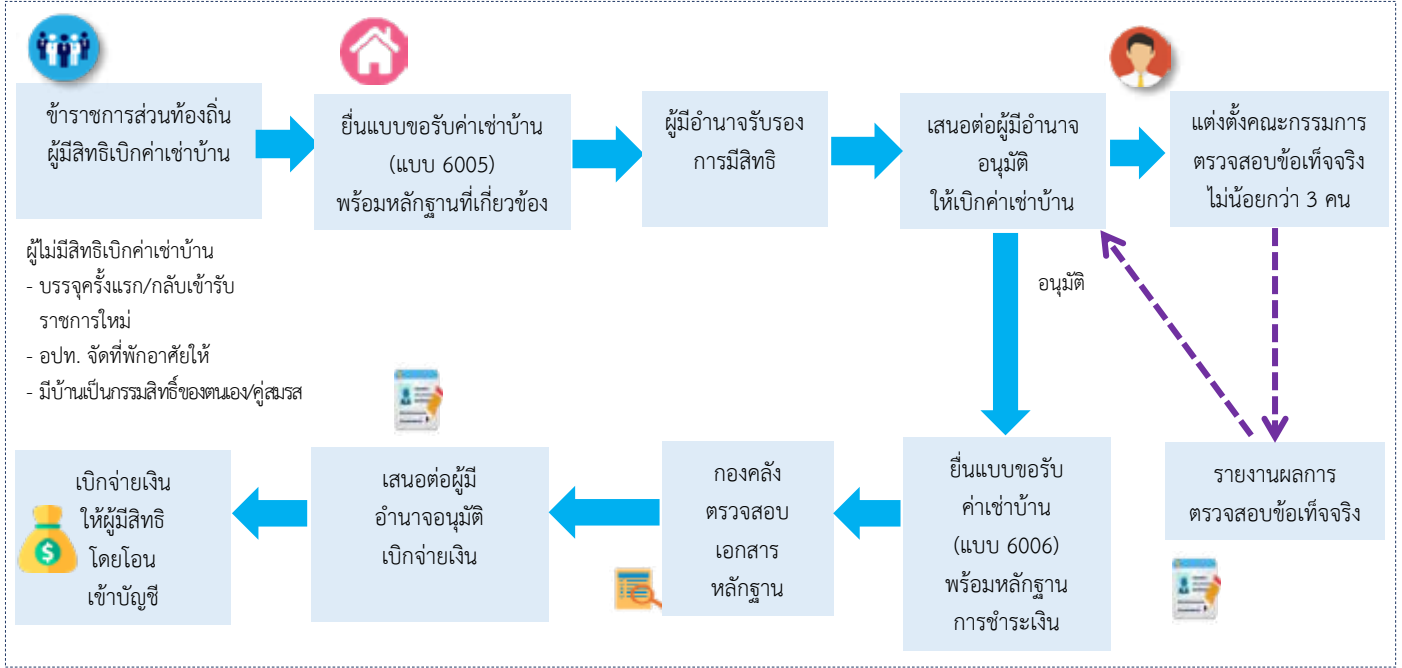 ข้าราชการส่วนท้องถิ่น
ผู้มีสิทธิเบิกค่าเช่าบ้าน
ยื่นแบบขอรับค่าเช่าบ้าน
(แบบ 6005)
พร้อมหลักฐานที่เกี่ยวข้อง
ผู้มีอำนาจรับรอง
การมีสิทธิ
เสนอต่อผู้มีอำนาจ
อนุมัติ
ให้เบิกค่าเช่าบ้าน
แต่งตั้งคณะกรรมการ
ตรวจสอบข้อเท็จจริง
ไม่น้อยกว่า 3 คน
ผู้ไม่มีสิทธิเบิกค่าเช่าบ้าน
- บรรจุครั้งแรก/กลับเข้ารับ
ราชการใหม่
- อปท. จัดที่พักอาศัยให้
- มีบ้านเป็นกรรมสิทธิ์ของตนเอง/คู่สมรส
อนุมัติ
รายงานผลการ
ตรวจสอบข้อเท็จจริง
ยื่นแบบขอรับ
ค่าเช่าบ้าน
(แบบ 6006)
พร้อมหลักฐาน
การชำระเงิน
กองคลัง
ตรวจสอบ
เอกสาร
หลักฐาน
เสนอต่อผู้มี
อำนาจอนุมัติ
เบิกจ่ายเงิน
เบิกจ่ายเงิน
ให้ผู้มีสิทธิ
โดยโอน
เข้าบัญชี